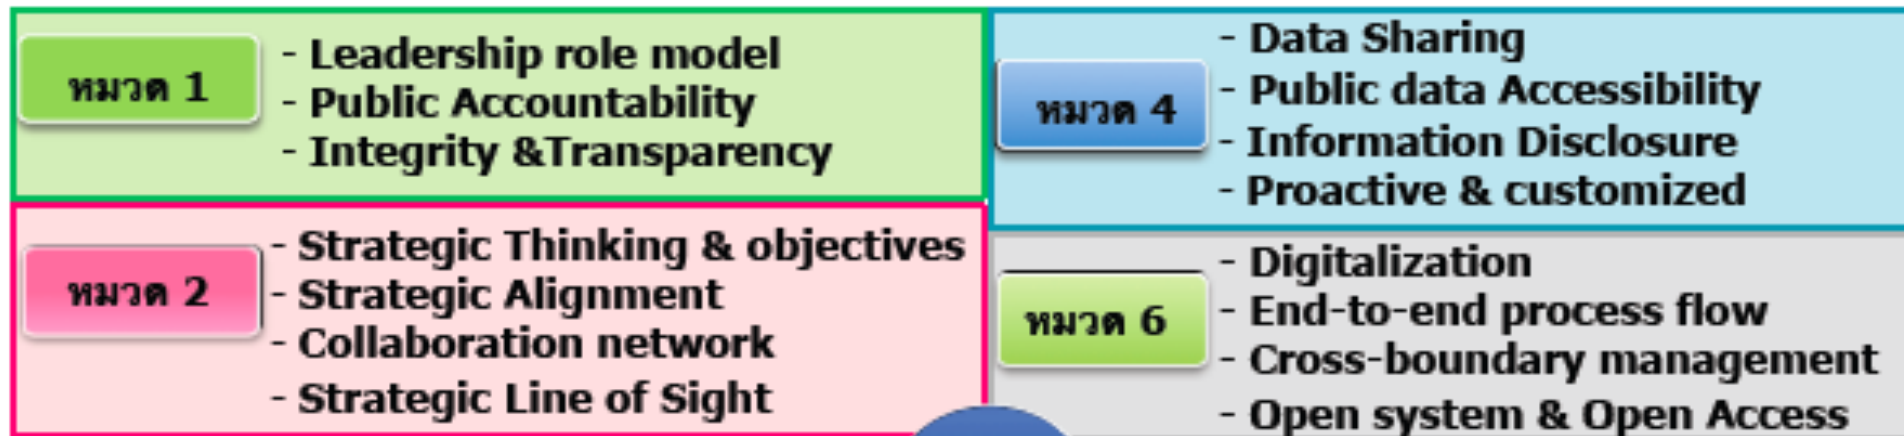 หมวด 1
- Leadership role model
- Public Accountability
- Integrity &Transparency
หมวด 2
- Strategic Thinking & objectives
- Strategic Alignment
- Collaboration network
- Strategic Line of Sight
หมวด 4
- Data Sharing
- Public data Accessibility
- Information Disclosure
- Proactive & customized
หมวด 6
- Digitalization
- End-to-end process flow
- Cross-boundary management
- Open system & Open Access